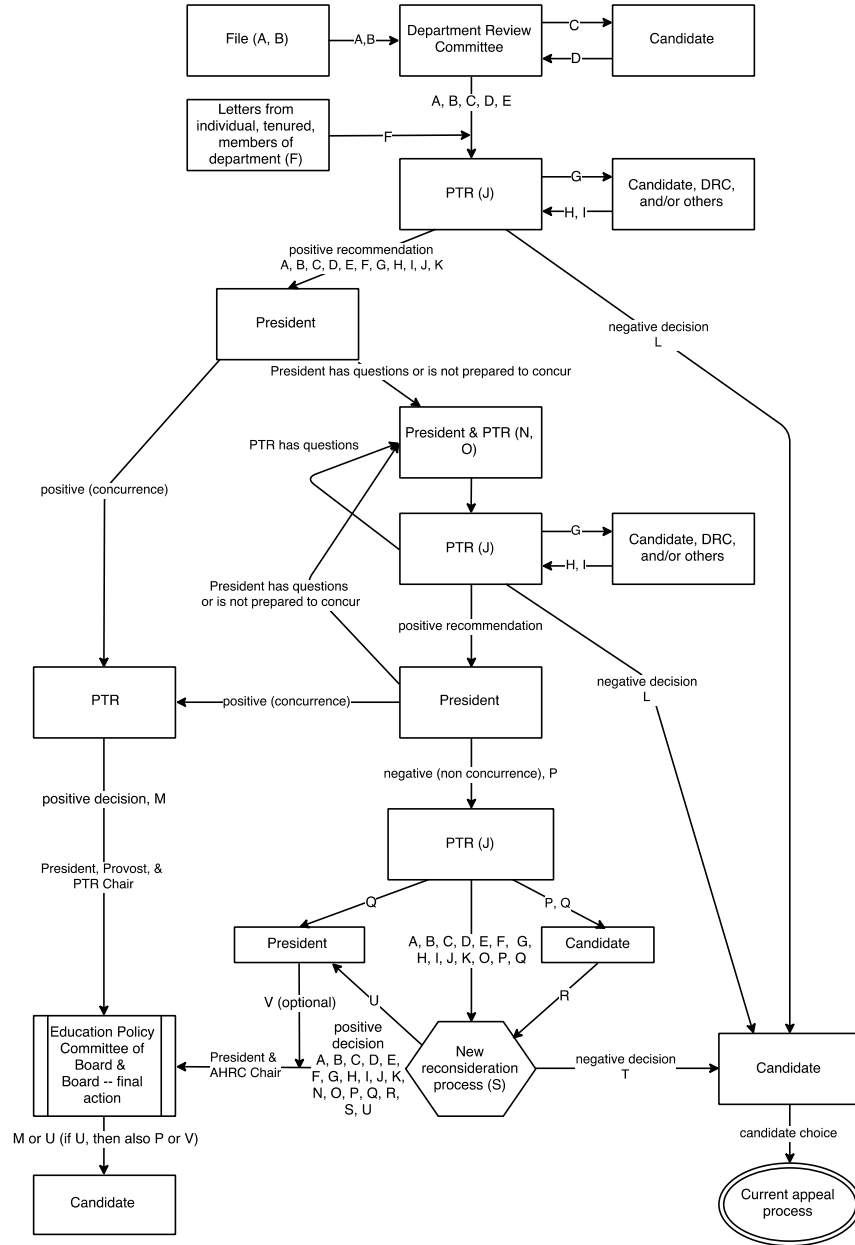 File (A, B)
A,B
Department Review
Committee
C
D
Candidate
A, B, C, D, E
Letters from
individual, tenured,
members of
department (F)
F
PTR (J)
G
H, I
Candidate, DRC,
and/or others
positive recommendation
A, B, C, D, E, F, G, H, I, J, K
President
negative decision
L
President has questions or is not prepared to concur
President & PTR (N,
O)
PTR has questions
positive (concurrence)
PTR (J)
G
H, I
Candidate, DRC,
and/or others
President has questions
or is not prepared to concur
positive recommendation
negative decision
L
PTR
positive (concurrence)
President
negative (non concurrence), P
positive decision, M
PTR (J)
President, Provost, &
PTR Chair
Q
P, Q
President
A, B, C, D, E, F, G,
H, I, J, K, O, P, Q
Candidate
V (optional)
U
R
Education Policy
Committee of
Board &
Board -- final
action
President &
AHRC Chair
positive
decision
A, B, C, D, E,
F, G, H, I, J, K,
N, O, P, Q, R,
S, U
New
reconsideration
process (S)
negative decision
T
Candidate
M or U (if U, then also P or V)
candidate choice
Candidate
Current appeal
process